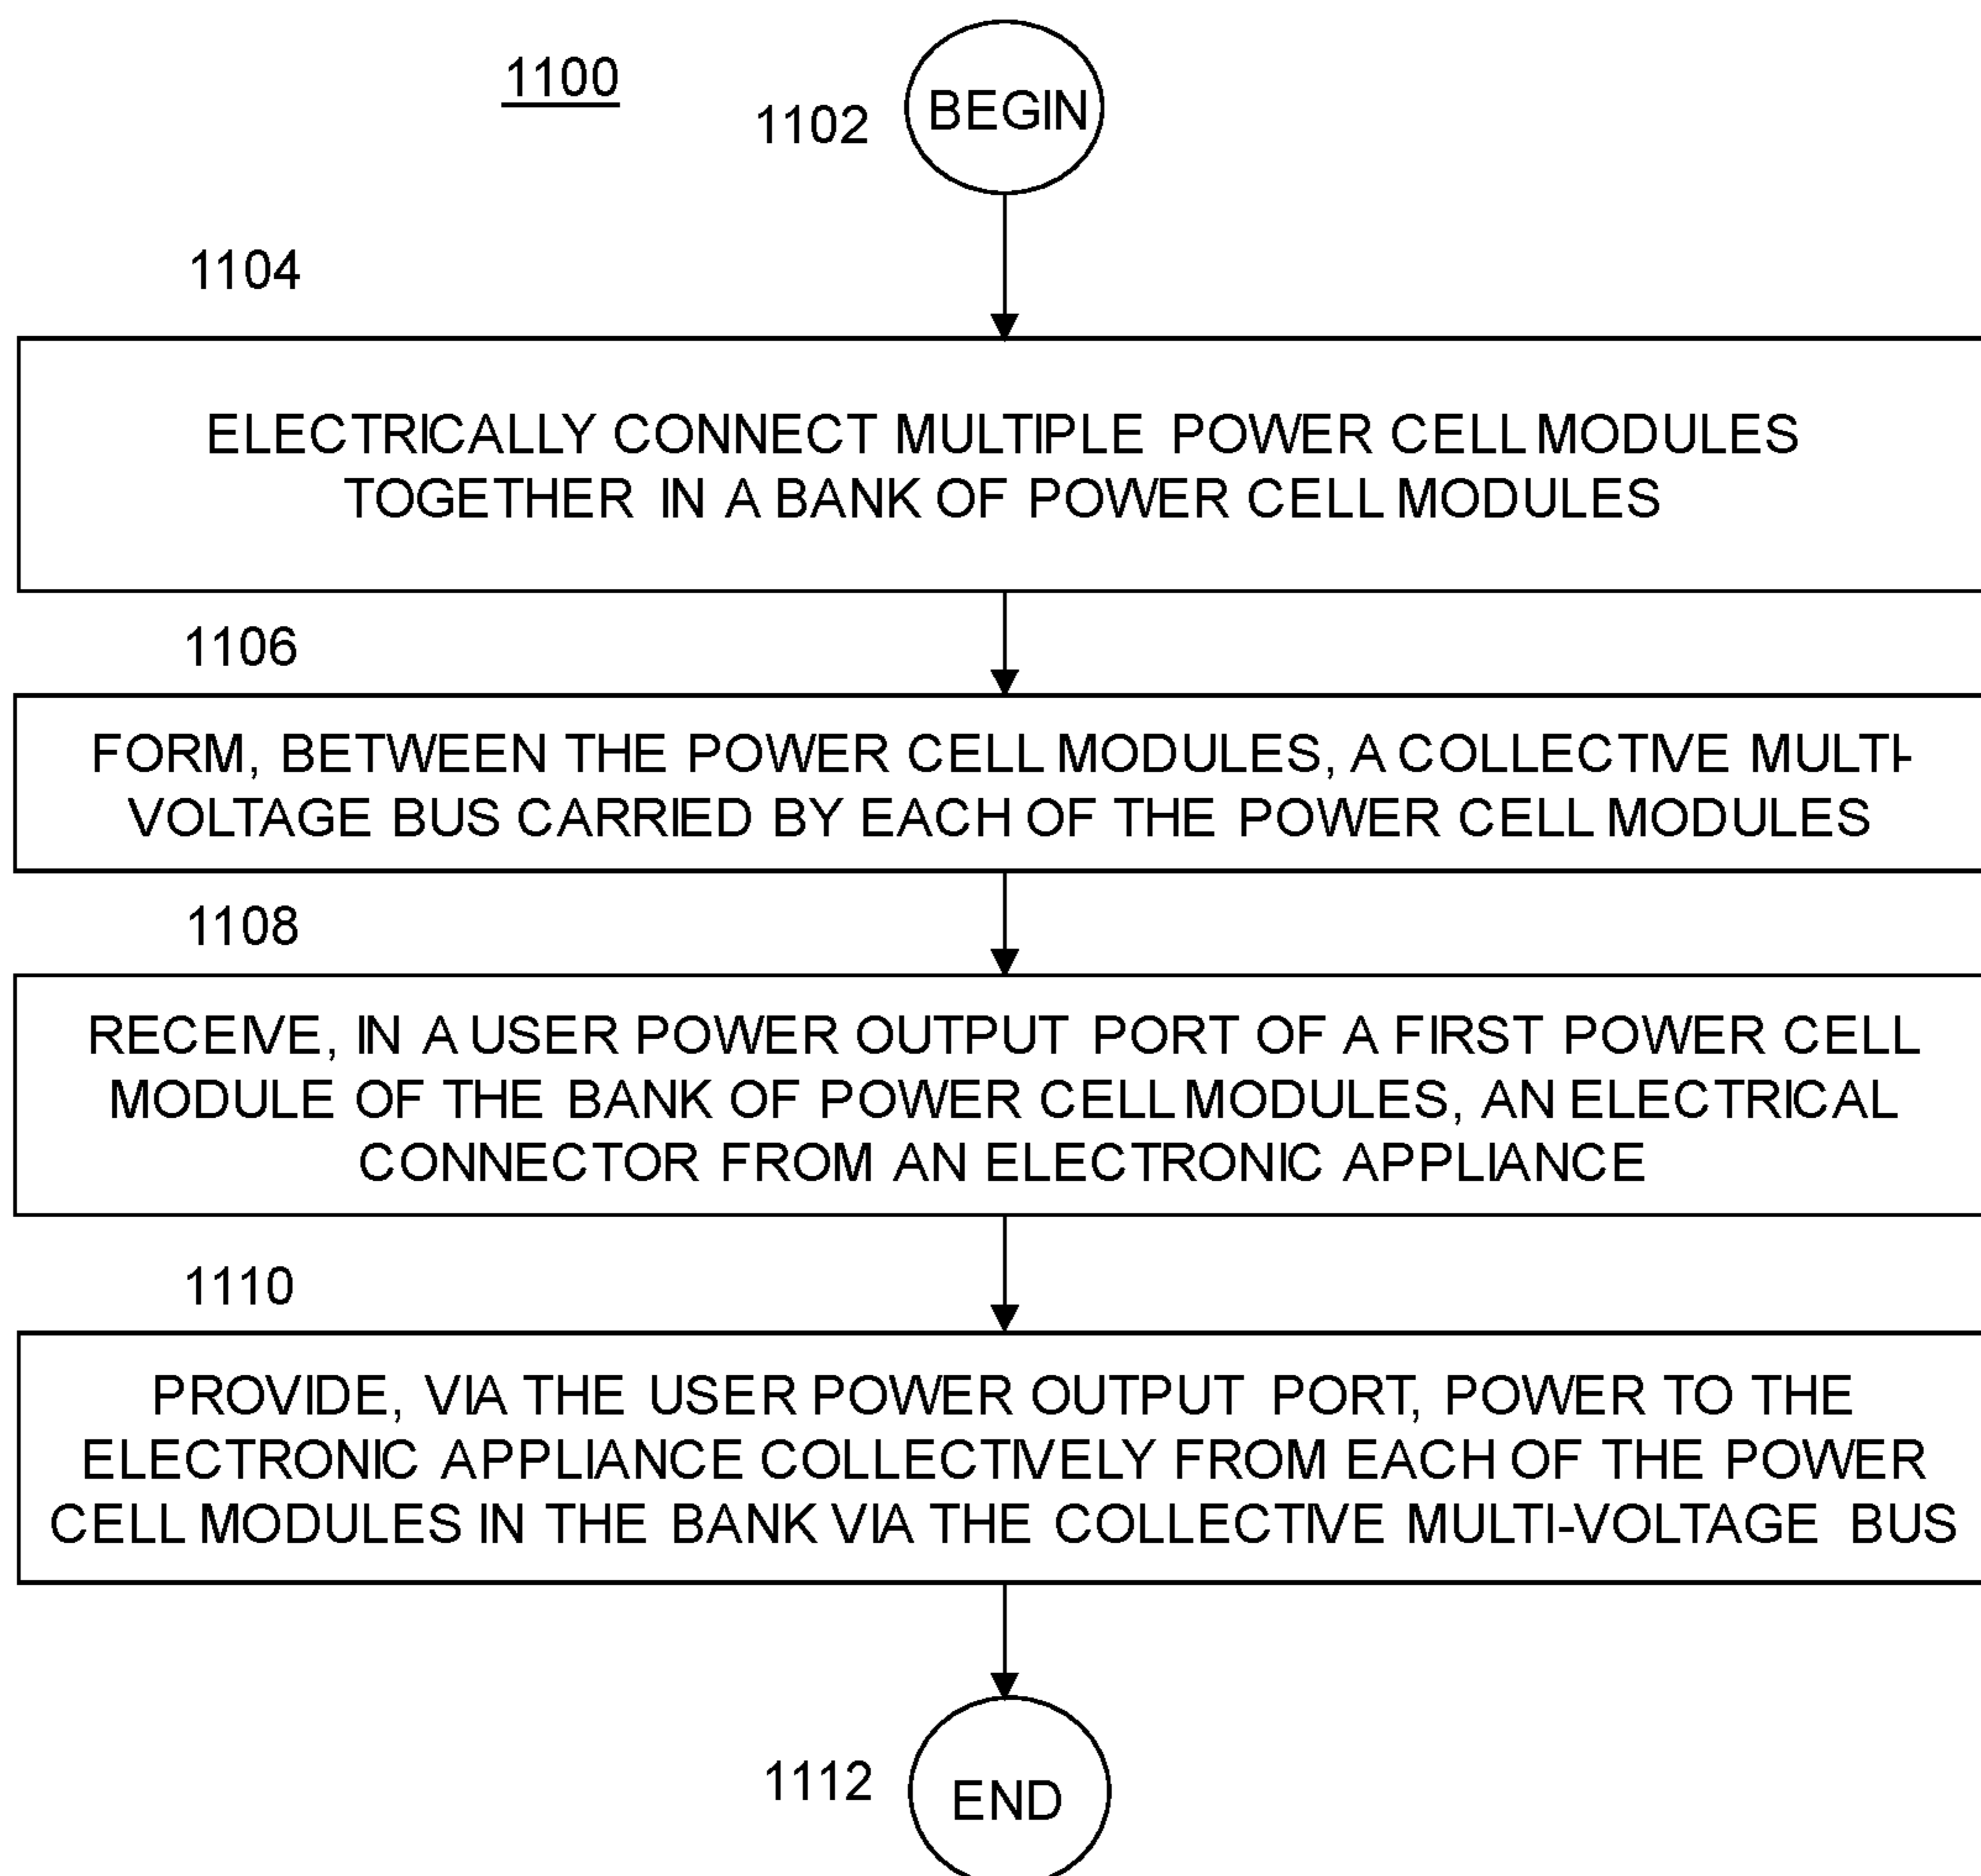 1100
1102
BEGIN
1104
ELECTRICALLY CONNECT MULTIPLE POWER CELL MODULES
TOGETHER IN A BANK OF POWER CELL MODULES
1106
FORM, BETWEEN THE POWER CELL MODULES, A COLLECTIVE MULTI-
VOLTAGE BUS CARRIED BY EACH OF THE POWER CELL MODULES
1108
RECEIVE, IN A USER POWER OUTPUT PORT OF A FIRST POWER CELL
MODULE OF THE BANK OF POWER CELL MODULES, AN ELECTRICAL
CONNECTOR FROM AN ELECTRONIC APPLIANCE
1110
PROVIDE, VIA THE USER POWER OUTPUT PORT, POWER TO THE
ELECTRONIC APPLIANCE COLLECTIVELY FROM EACH OF THE POWER
CELL MODULES IN THE BANK VIA THE COLLECTIVE MULTI-VOLTAGE BUS
1112
END